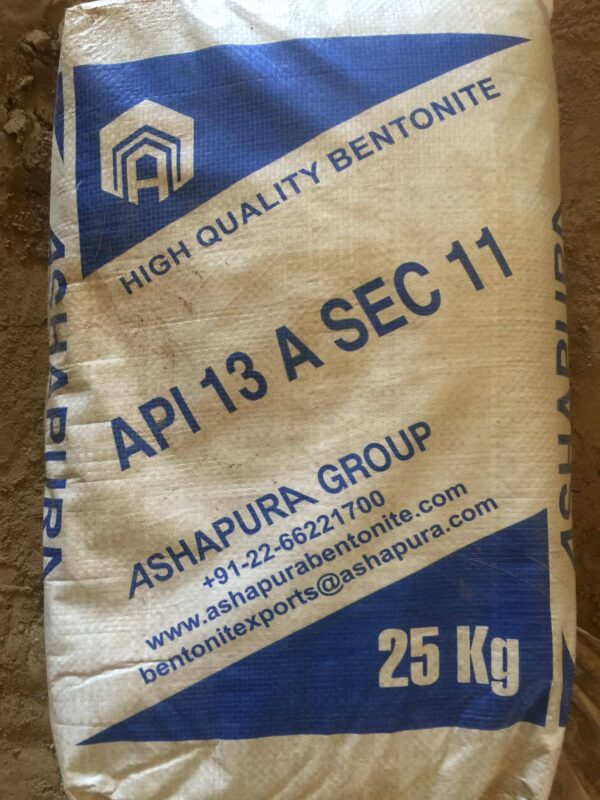 A
HIGH QUALITY BENTONITE
API 13 A SEC 11
ASHAPURA GROUP
+91-22-66221700
www.ashapurabentonite.com
bentonitexports@ashapura.com
25 Kg
ASHAPURA
ASHAPURA